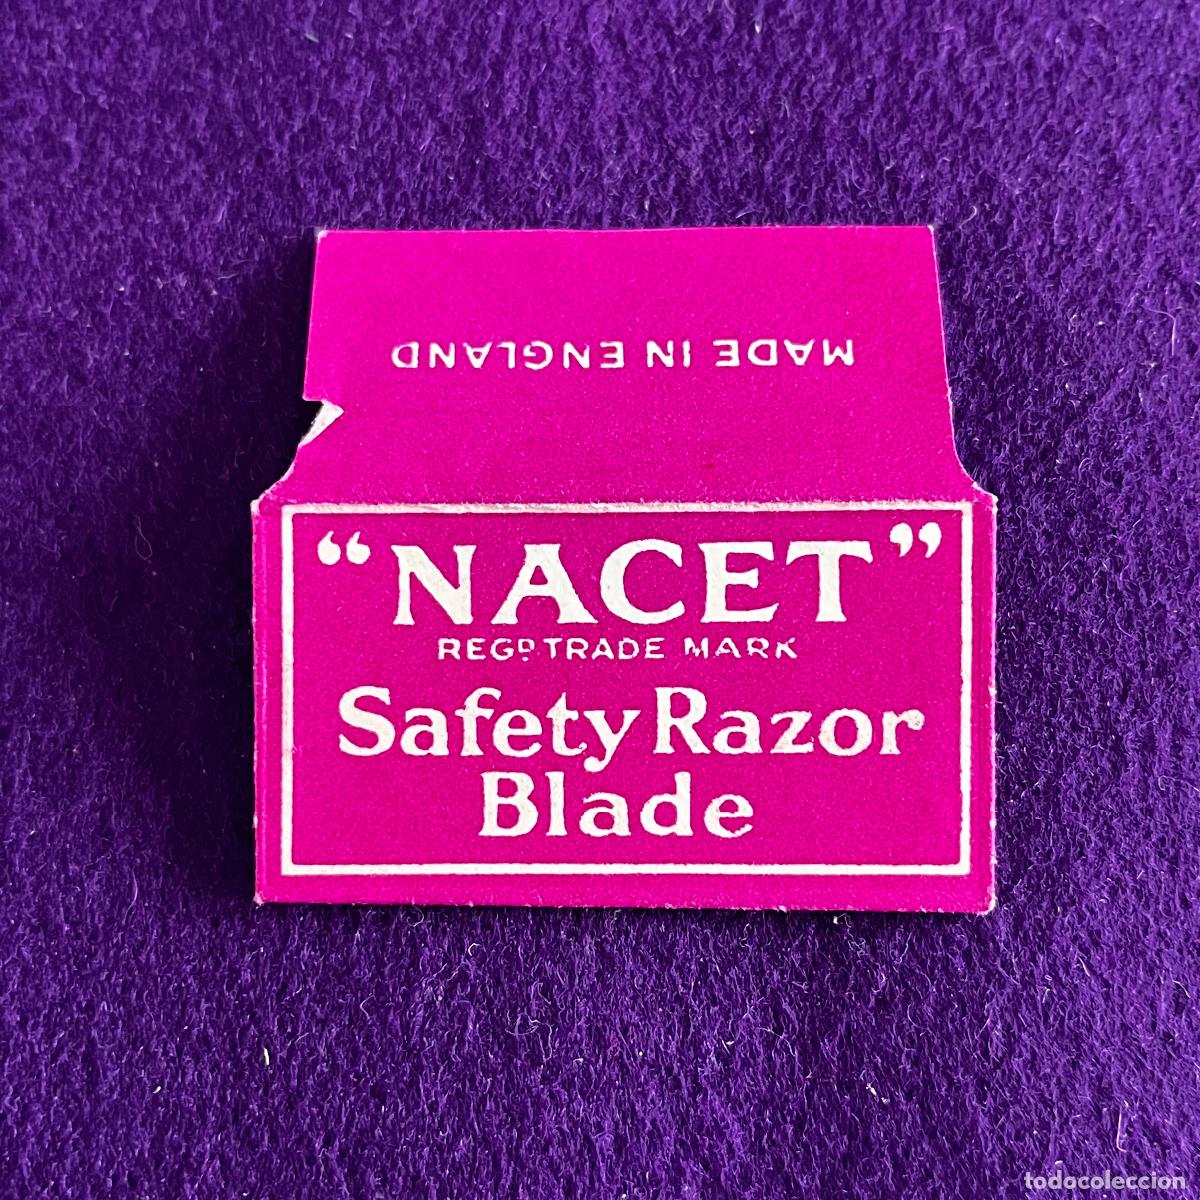 MADE IN ENGLAND
“NACET”
REGD TRADE MARK
Safety Razor
Blade
todocoleccion